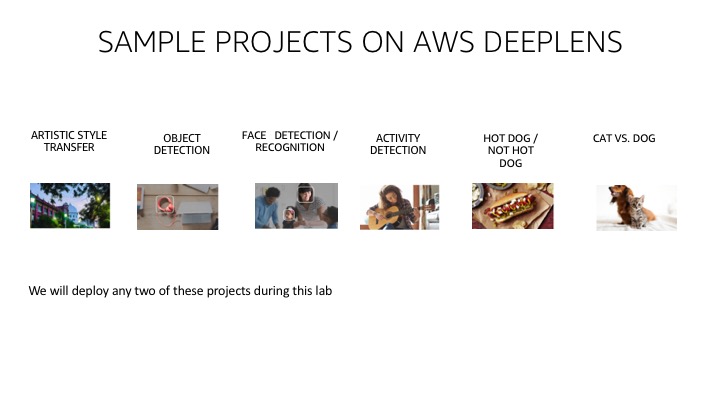 SAMPLE PROJECTS ON AWS DEEPLENS
ARTISTIC STYLE
TRANSFER
OBJECT
DETECTION
FACE DETECTION /
RECOGNITION
ACTIVITY
DETECTION
HOT DOG /
NOT HOT
DOG
CAT VS. DOG
We will deploy any two of these projects during this lab